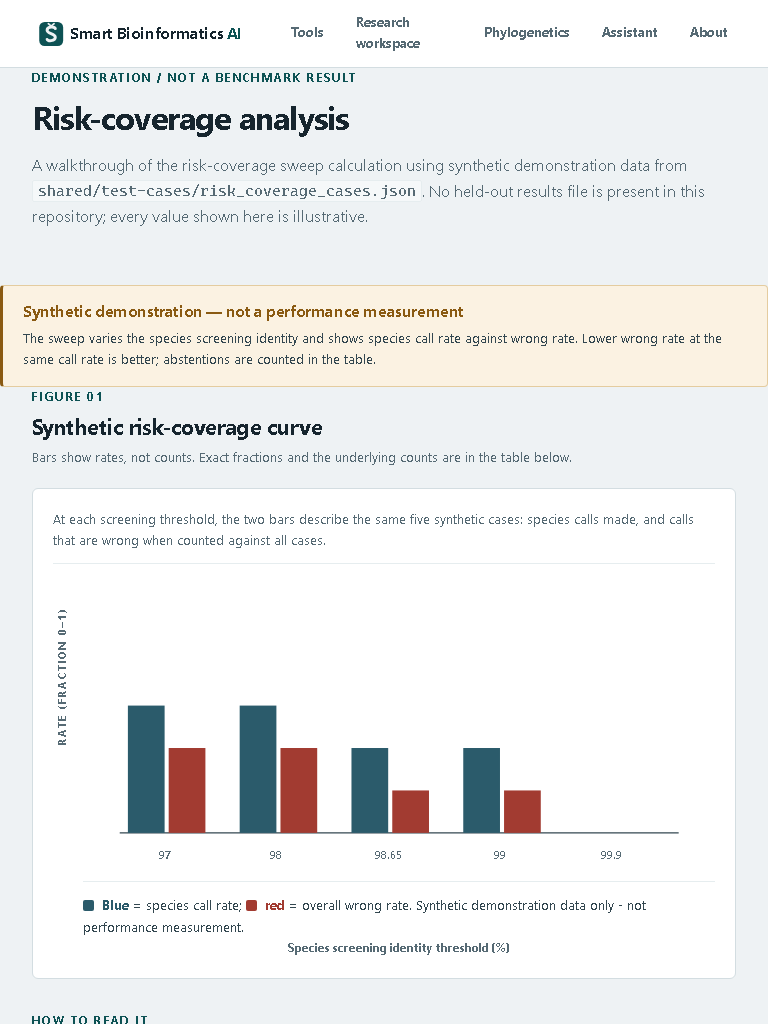 Š Smart Bioinformatics AI
Tools
Research
workspace
Phylogenetics
Assistant
About
DEMONSTRATION / NOT A BENCHMARK RESULT
Risk-coverage analysis
A walkthrough of the risk-coverage sweep calculation using synthetic demonstration data from
shared/test-cases/risk_coverage_cases.json . No held-out results file is present in this
repository; every value shown here is illustrative.
Synthetic demonstration — not a performance measurement
The sweep varies the species screening identity and shows species call rate against wrong rate. Lower wrong rate at the
same call rate is better; abstentions are counted in the table.
FIGURE 01
Synthetic risk-coverage curve
Bars show rates, not counts. Exact fractions and the underlying counts are in the table below.
At each screening threshold, the two bars describe the same five synthetic cases: species calls made, and calls
that are wrong when counted against all cases.
RATE (FRACTION 0–1)
97 98 98.65 99 99.9
Blue = species call rate; red = overall wrong rate. Synthetic demonstration data only - not
performance measurement.
Species screening identity threshold (%)
HOW TO READ IT